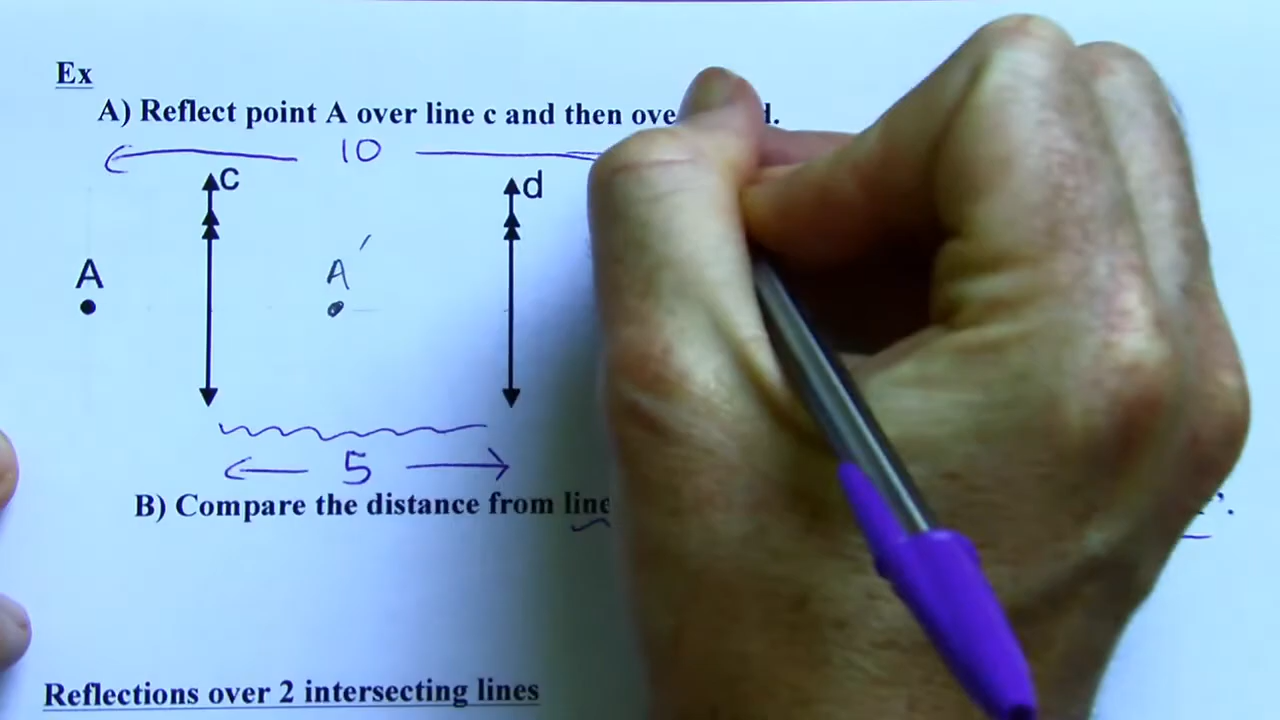 Ex
A) Reflect point A over line c and then ove
10
c d
A A′
5
B) Compare the distance from line
Reflections over 2 intersecting lines